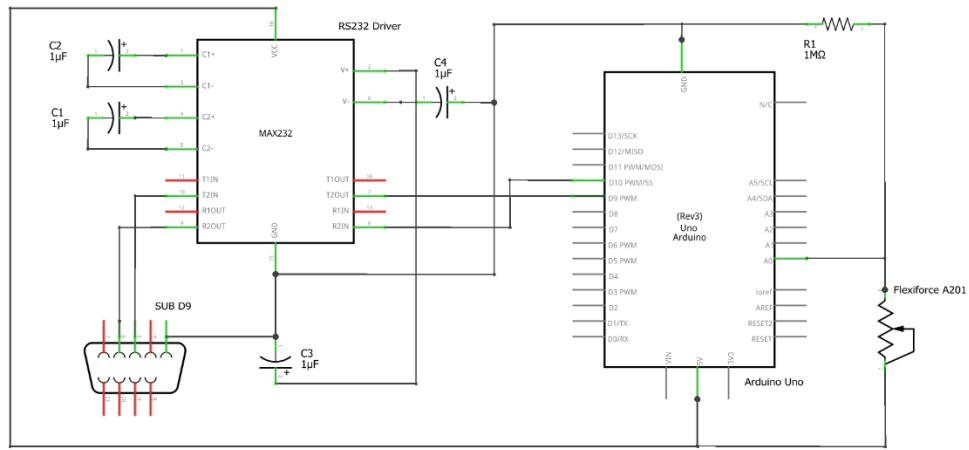 RS232 Driver
C2
1µF
C1+
C1-
C1
1µF
C2+
C2-
VCC
16
V+
V-
C4
1µF
MAX232
T1IN
T2IN
R1OUT
R2OUT
T1OUT
T2OUT
R1IN
R2IN
GND
15
SUB D9
C3
1µF
R1
1MΩ
GND
N/C
D13/SCK
D12/MISO
D11 PWM/MOSI
D10 PWM/SS
D9 PWM
D8
D7
D6 PWM
D5 PWM
D4
D3 PWM
D2
D1/TX
D0/RX
(Rev3)
Uno
Arduino
A5/SCL
A4/SDA
A3
A2
A1
A0
ioref
AREF
RESET2
RESET
VIN
5V
3V3
Arduino Uno
Flexiforce A201